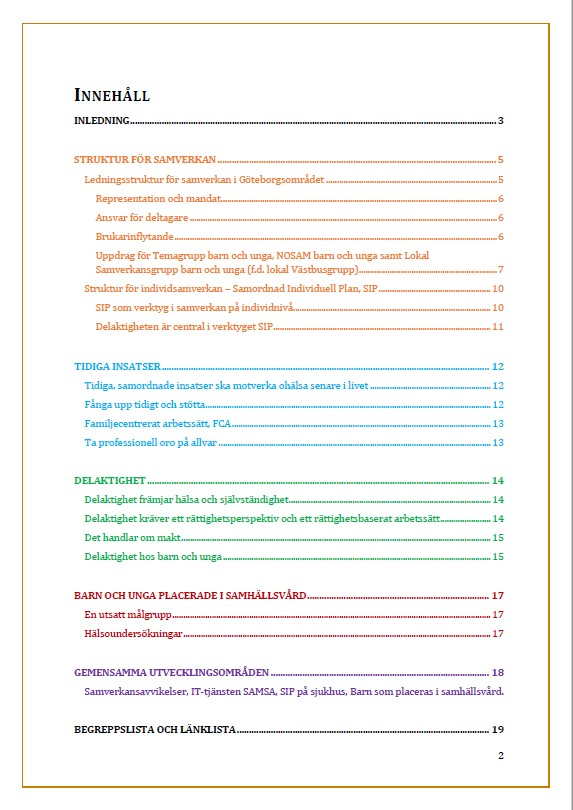 INNEHÅLL
INLEDNING 3
STRUKTUR FÖR SAMVERKAN 5
Ledningsstruktur för samverkan i Göteborgsområdet 5
Representation och mandat 6
Ansvar för deltagare 6
Brukarinflytande 6
Uppdrag för Temagrupp barn och unga, NOSAM barn och unga samt Lokal
Samverkansgrupp barn och unga (f.d. lokal Västbusgrupp) 7
Struktur för individsamverkan – Samordnad Individuell Plan, SIP 10
SIP som verktyg i samverkan på individnivå 10
Delaktigheten är central i verktyget SIP 11
TIDIGA INSATSER 12
Tidiga, samordnade insatser ska motverka ohälsa senare i livet 12
Fånga upp tidigt och stötta 12
Familjecentrerat arbetssätt, FCA 13
Ta professionell oro på allvar 13
DELAKTIGHET 14
Delaktighet främjar hälsa och självständighet 14
Delaktighet kräver ett rättighetsperspektiv och ett rättighetsbaserat arbetssätt 14
Det handlar om makt 15
Delaktighet hos barn och unga 15
BARN OCH UNGA PLACERADE I SAMHÄLLSVÅRD 17
En utsatt målgrupp 17
Hälsoundersökningar 17
GEMENSAMMA UTVECKLINGSOMRÅDEN 18
Samverkansavvikelser, IT-tjänsten SAMSA, SIP på sjukhus, Barn som placeras i samhällsvård.
BEGREPPSLISTA OCH LÄNKLISTA 19
2